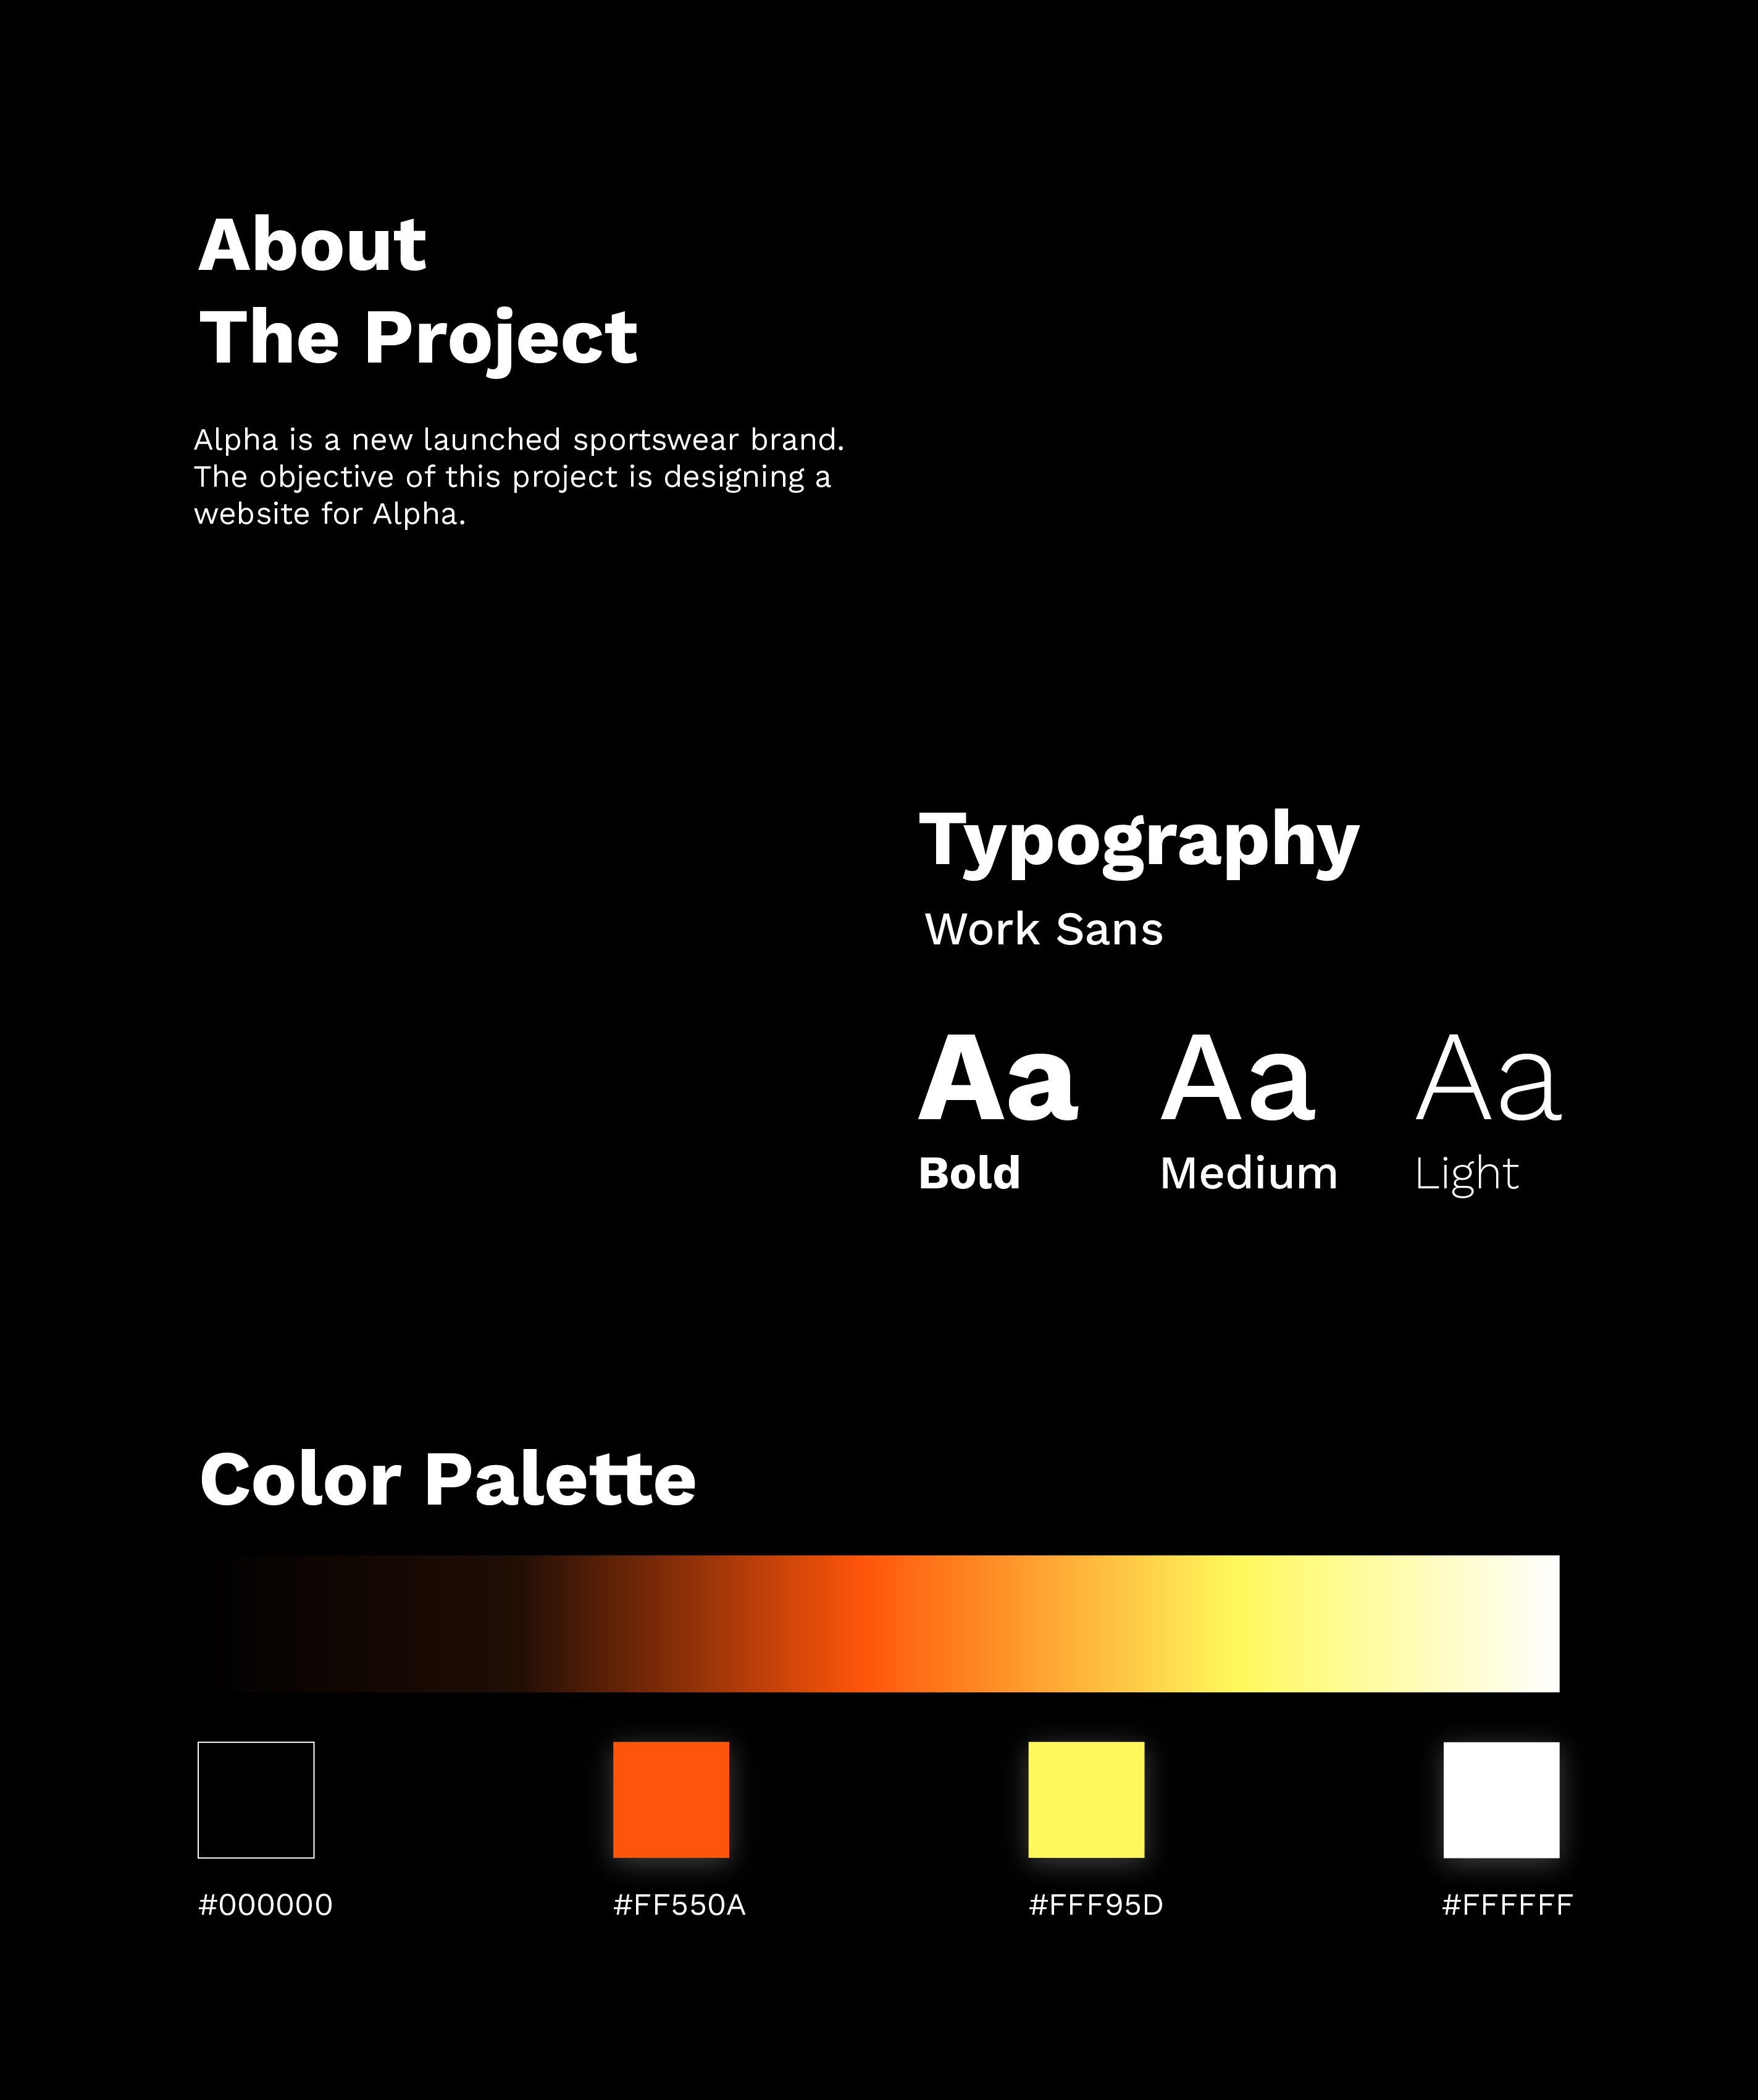 About
The Project
Alpha is a new launched sportswear brand.
The objective of this project is designing a
website for Alpha.
Typography
Work Sans
Aa Aa Aa
Bold Medium Light
Color Palette
#000000 #FF550A #FFF95D #FFFFFF